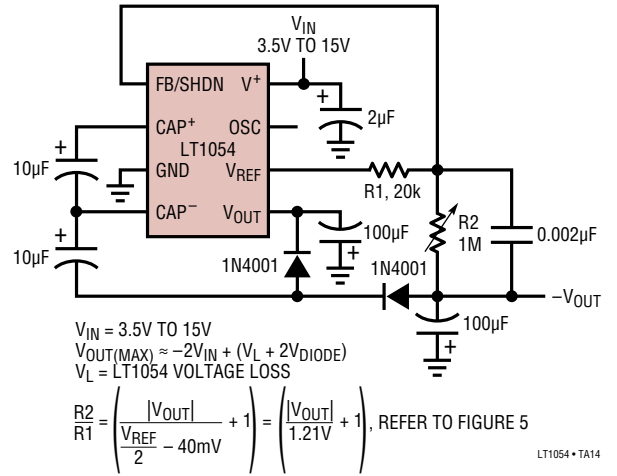 V_IN
3.5V TO 15V
FB/SHDN V+
+
2µF
CAP+ OSC
LT1054
+
10µF
GND V_REF
R1, 20k
CAP– V_OUT
R2
1M
0.002µF
+
10µF
100µF
+
1N4001
1N4001
–V_OUT
100µF
+
V_IN = 3.5V TO 15V
V_OUT(MAX) ≈ –2V_IN + (V_L + 2V_DIODE)
V_L = LT1054 VOLTAGE LOSS
R2/R1 = (|V_OUT| / (V_REF/2 – 40mV) + 1) = (|V_OUT|/1.21V + 1), REFER TO FIGURE 5
LT1054 • TA14